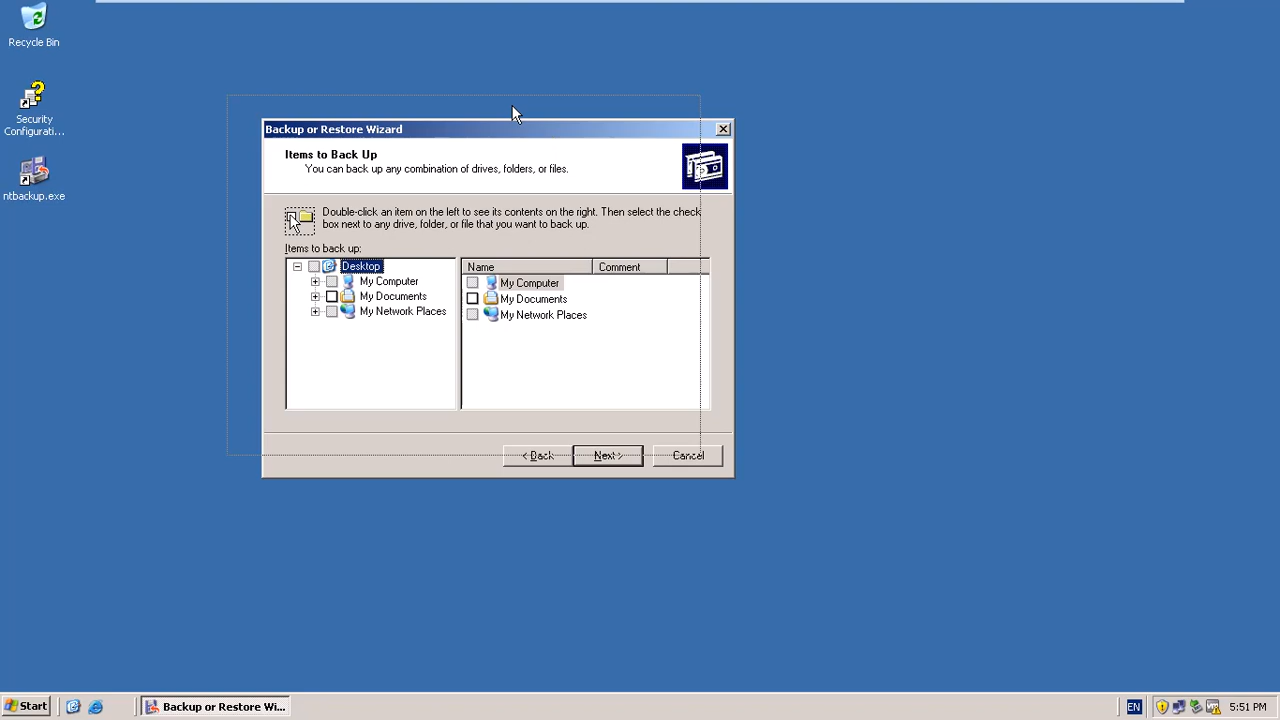 Recycle Bin
Security
Configurati...
ntbackup.exe
Backup or Restore Wizard
Items to Back Up
You can back up any combination of drives, folders, or files.
Double-click an item on the left to see its contents on the right. Then select the check
box next to any drive, folder, or file that you want to back up.
Items to back up:
Desktop
My Computer
My Documents
My Network Places
Name Comment
My Computer
My Documents
My Network Places
< Back Next > Cancel
Start Backup or Restore Wi... EN 5:51 PM